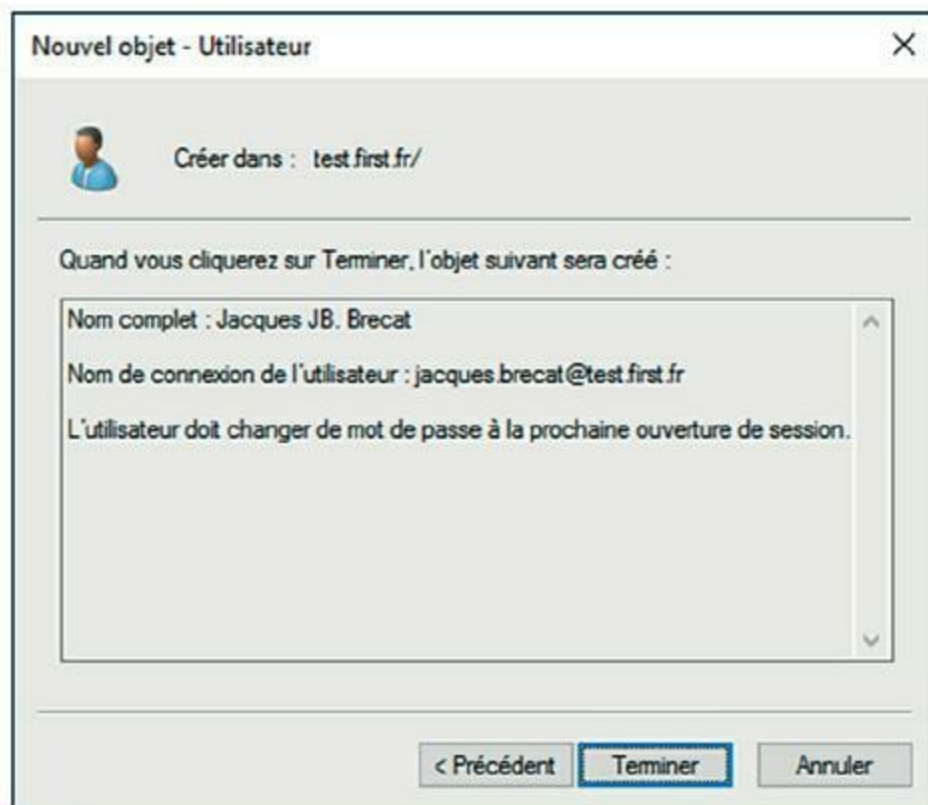 Nouvel objet - Utilisateur
Créer dans : test.first.fr/
Quand vous cliquerez sur Terminer, l'objet suivant sera créé :
Nom complet : Jacques JB. Brecat
Nom de connexion de l'utilisateur : jacques.brecat@test.first.fr
L'utilisateur doit changer de mot de passe à la prochaine ouverture de session.
< Précédent Terminer Annuler